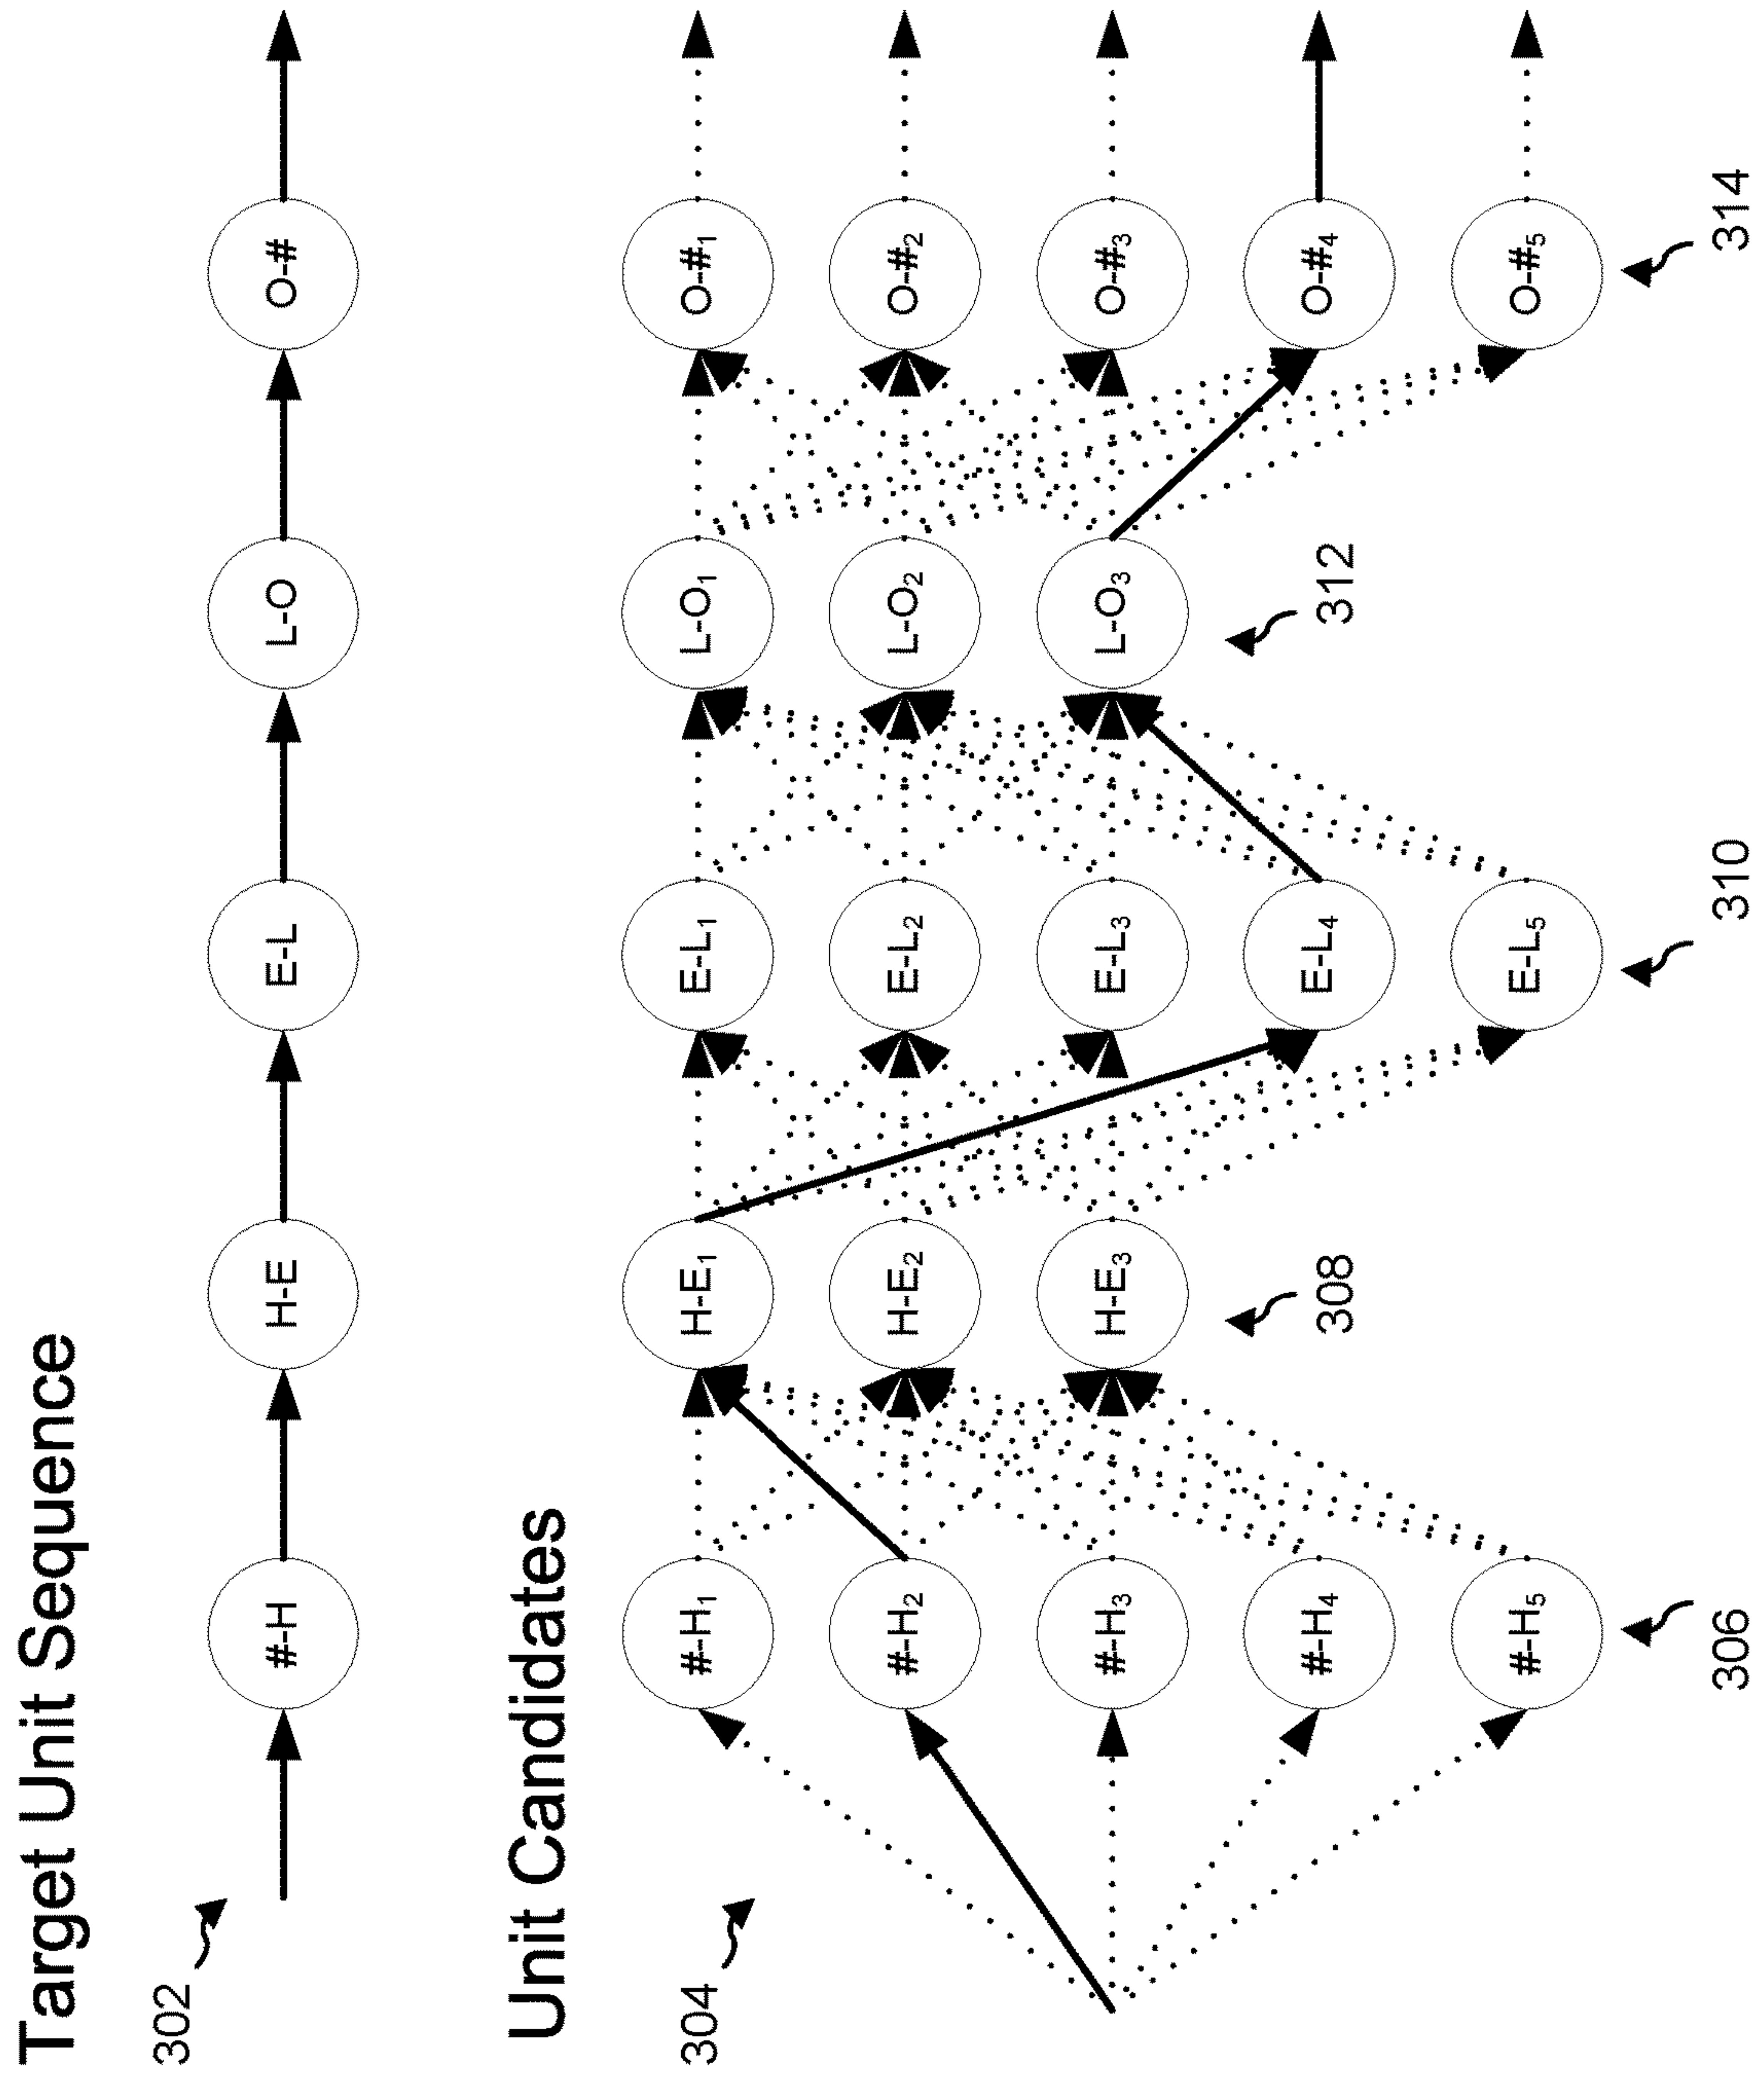 Target Unit Sequence
302
#-H
H-E
E-L
L-O
O-#
Unit Candidates
304
#-H₁
H-E₁
E-L₁
L-O₁
O-#₁
#-H₂
H-E₂
E-L₂
L-O₂
O-#₂
#-H₃
H-E₃
E-L₃
L-O₃
O-#₃
#-H₄
E-L₄
O-#₄
308
312
#-H₅
E-L₅
O-#₅
306
310
314